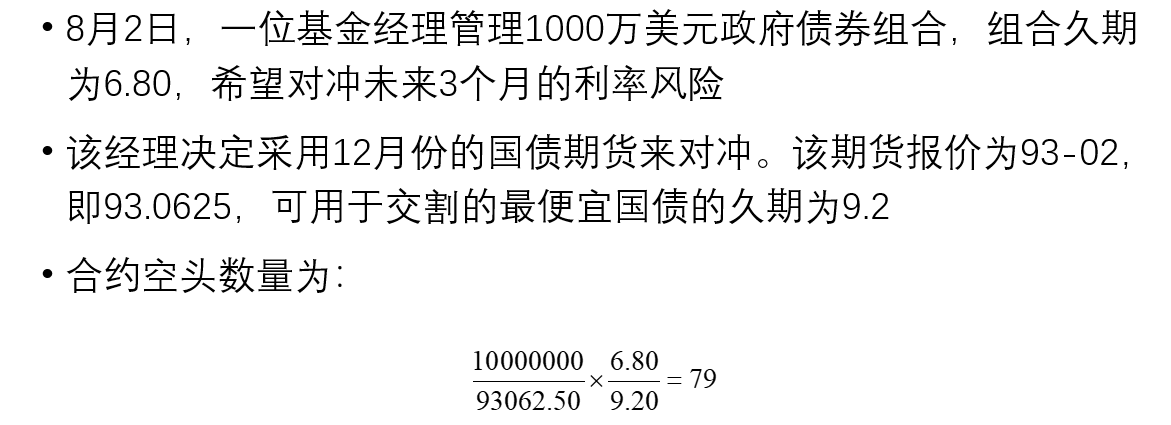 • 8月2日，一位基金经理管理1000万美元政府债券组合，组合久期
为6.80，希望对冲未来3个月的利率风险
• 该经理决定采用12月份的国债期货来对冲。该期货报价为93-02，
即93.0625，可用于交割的最便宜国债的久期为9.2
• 合约空头数量为：
10000000/93062.50 × 6.80/9.20 = 79